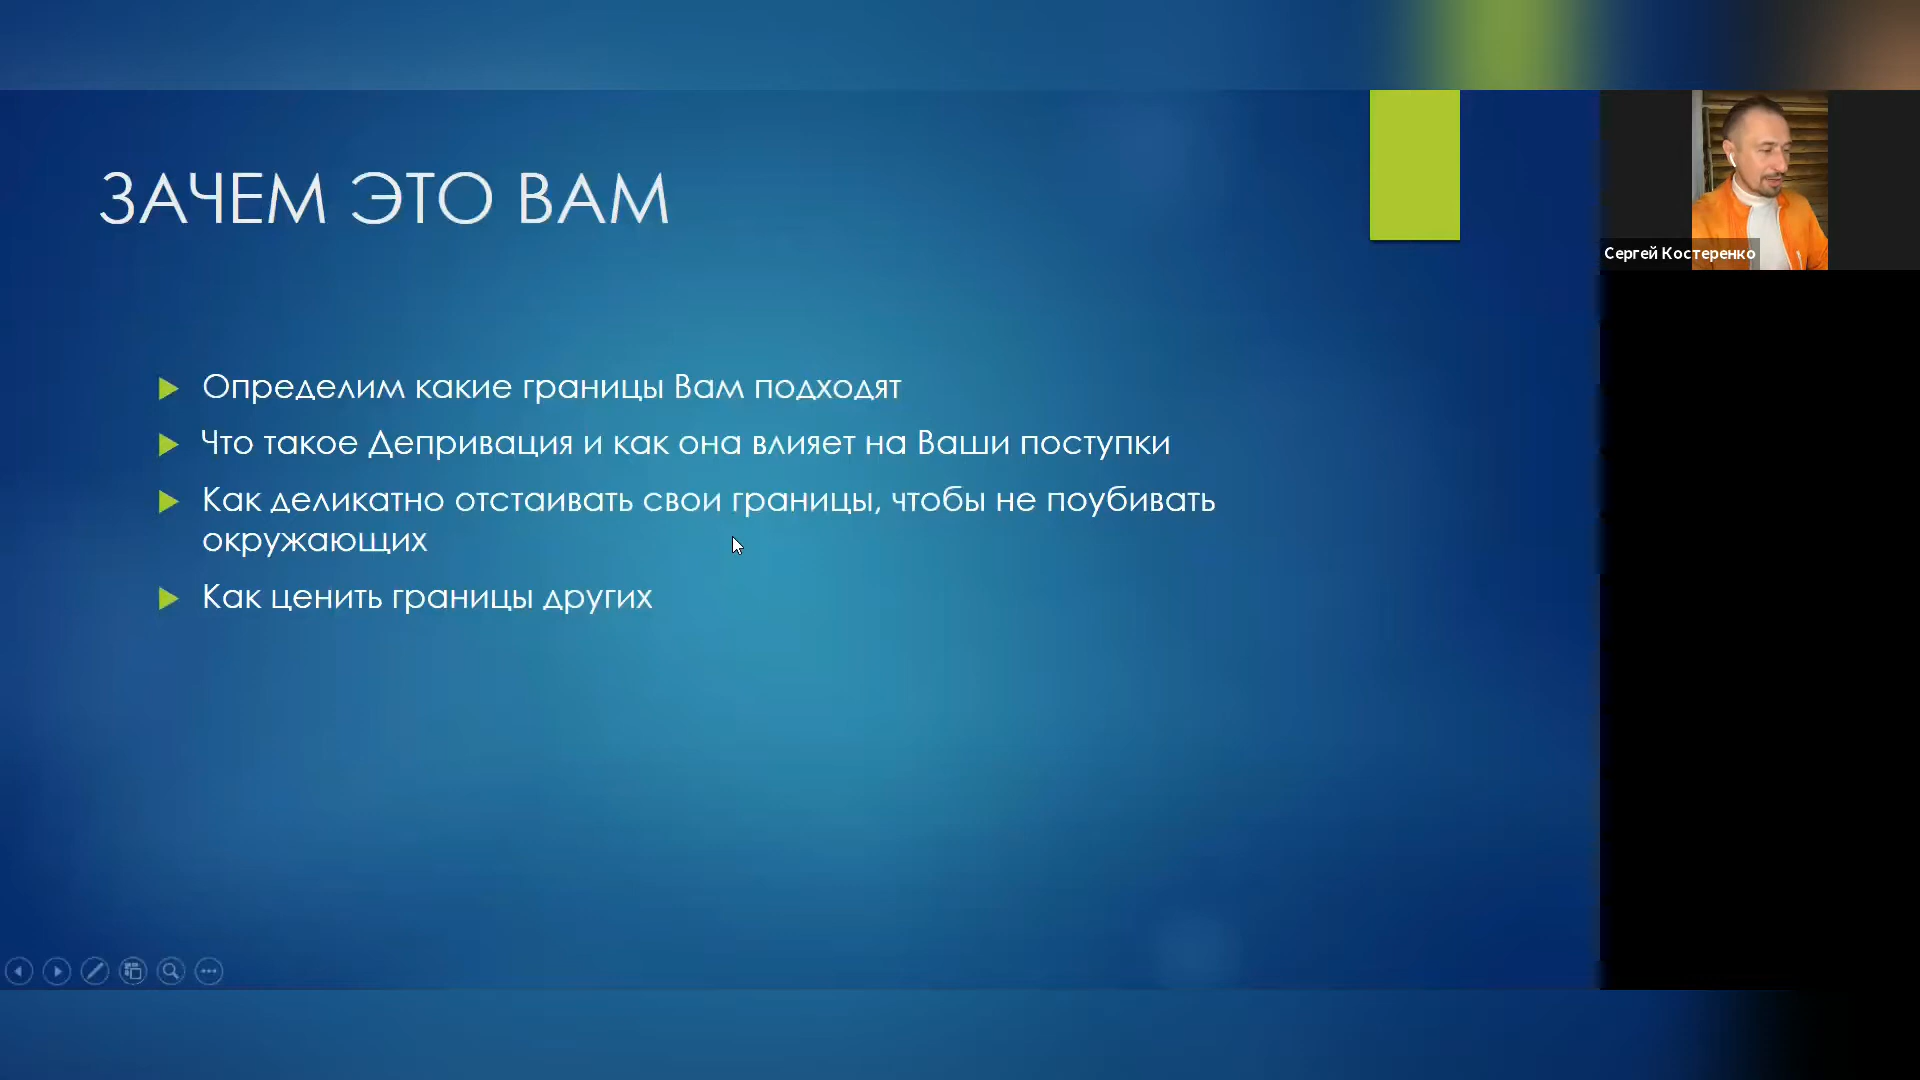 ЗАЧЕМ ЭТО ВАМ
Определим какие границы Вам подходят
Что такое Депривация и как она влияет на Ваши поступки
Как деликатно отстаивать свои границы, чтобы не поубивать
окружающих
Как ценить границы других
Сергей Костеренко